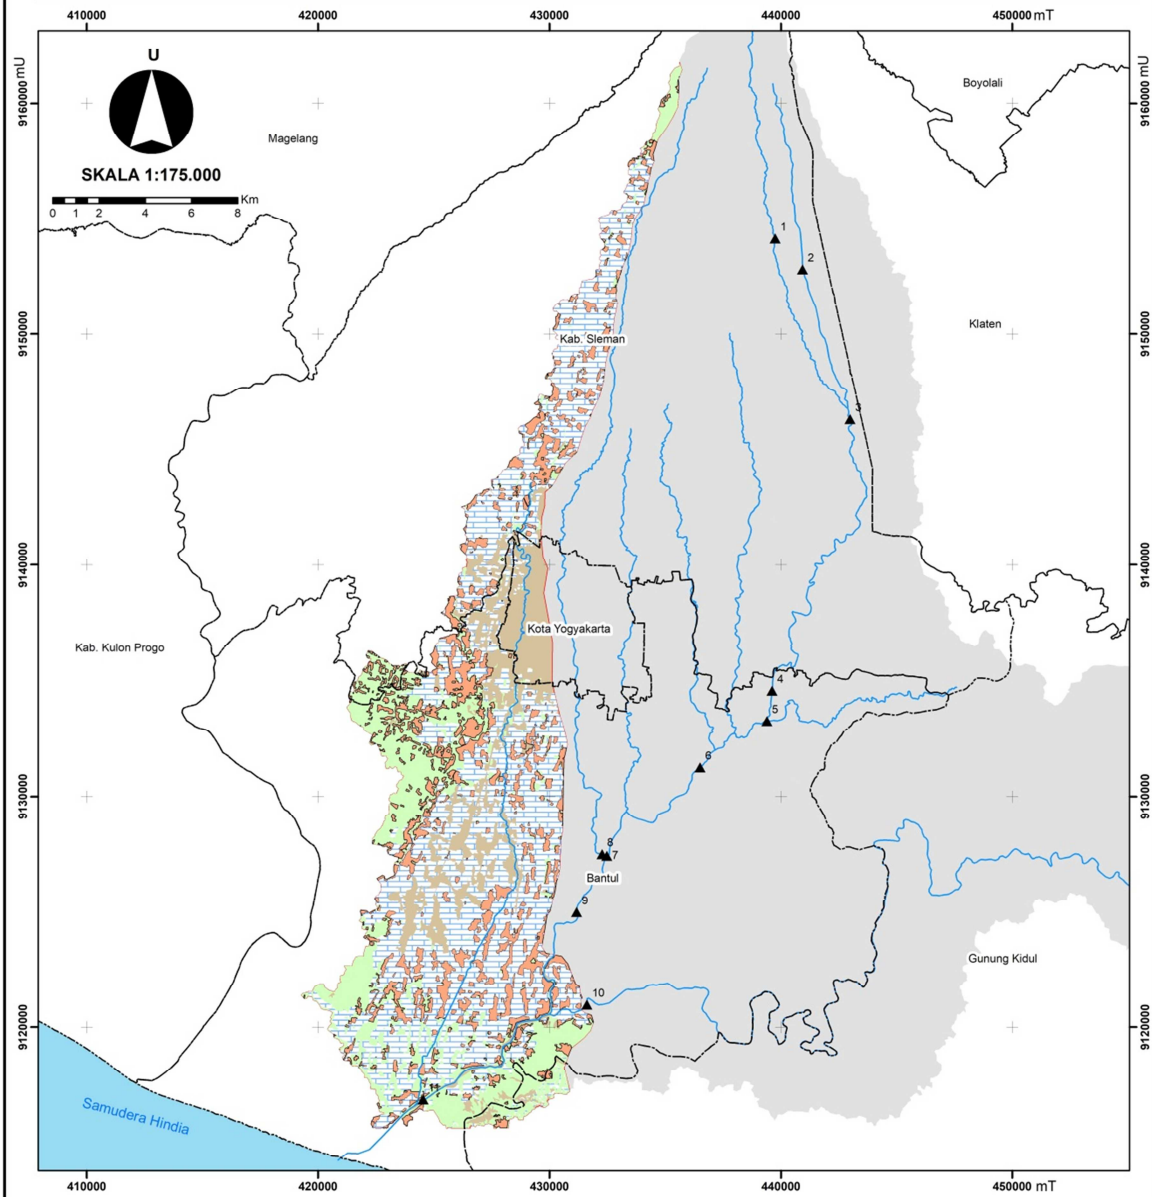 410000 420000 430000 440000 450000 mT
9160000 mU
9150000
9140000
9130000
9120000
U
SKALA 1:175.000
0 1 2 4 6 8 Km
Magelang
Boyolali
9160000 mU
1
2
Klaten
9150000
Kab. Sleman
3
9140000
Kota Yogyakarta
Kab. Kulon Progo
4
5
6
9130000
8
7
Bantul
9
Gunung Kidul
10
9120000
11
Samudera Hindia
410000 420000 430000 440000 450000 mT